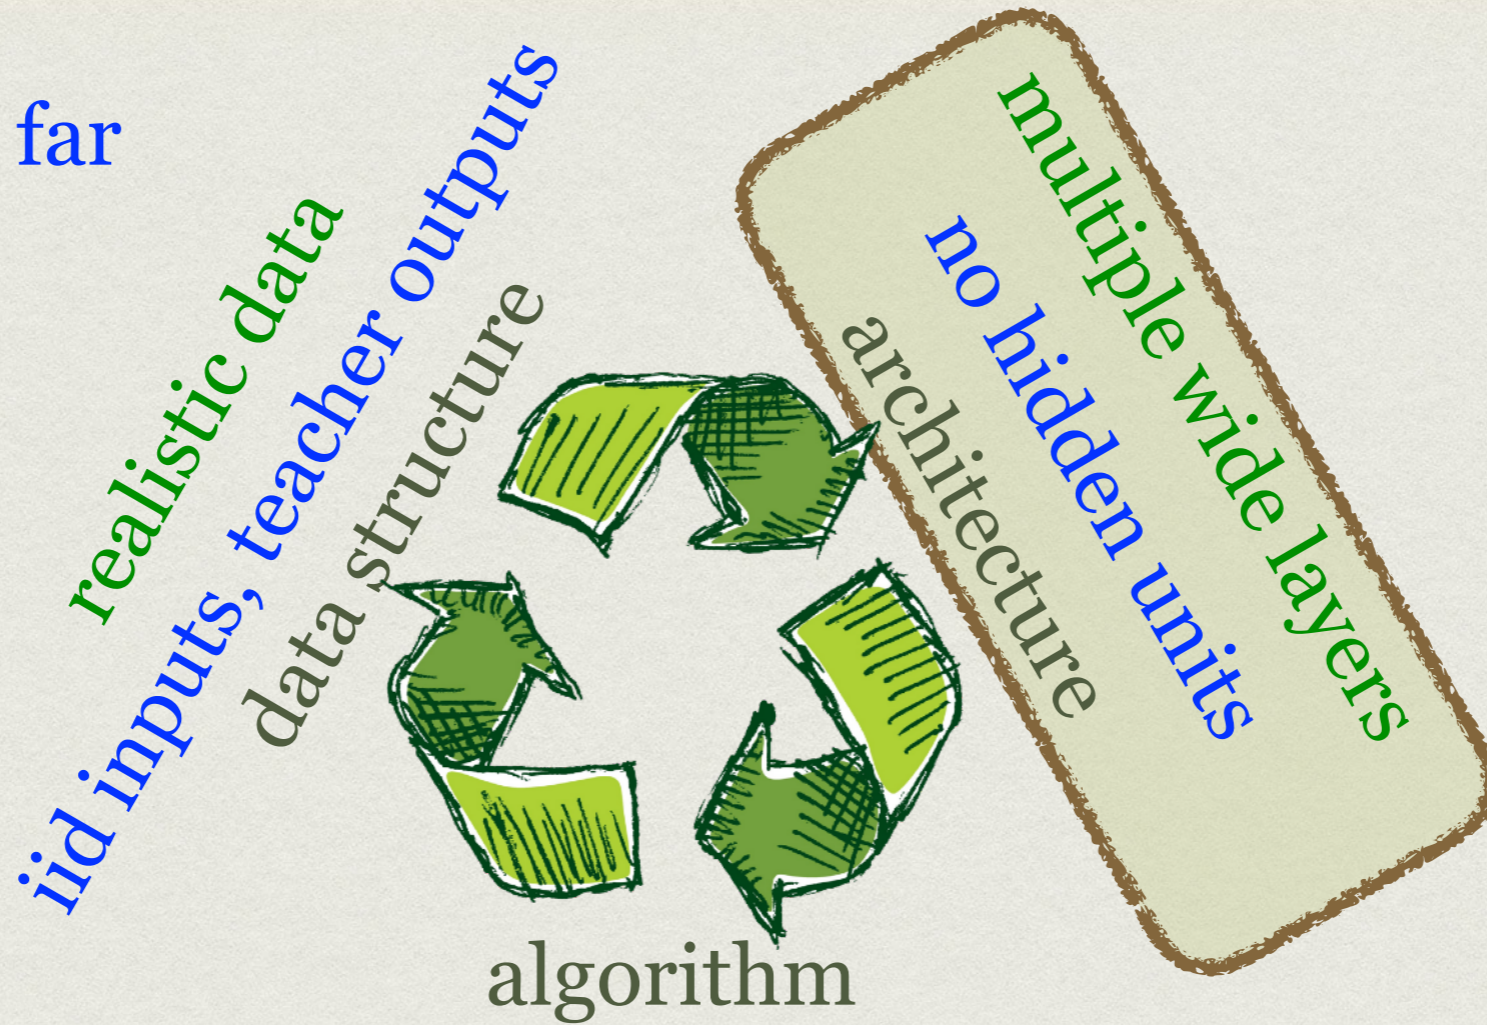 far
realistic data
iid inputs, teacher outputs
data structure
multiple wide layers
no hidden units
architecture
algorithm